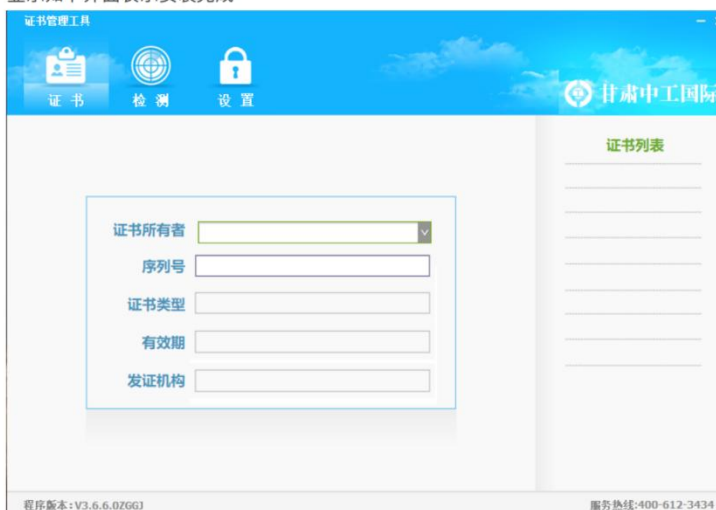 证书管理工具
证书
检测
设置
甘肃中工国际
证书列表
证书所有者
序列号
证书类型
有效期
发证机构
程序版本:V3.6.6.0ZGGJ
服务热线:400-612-3434